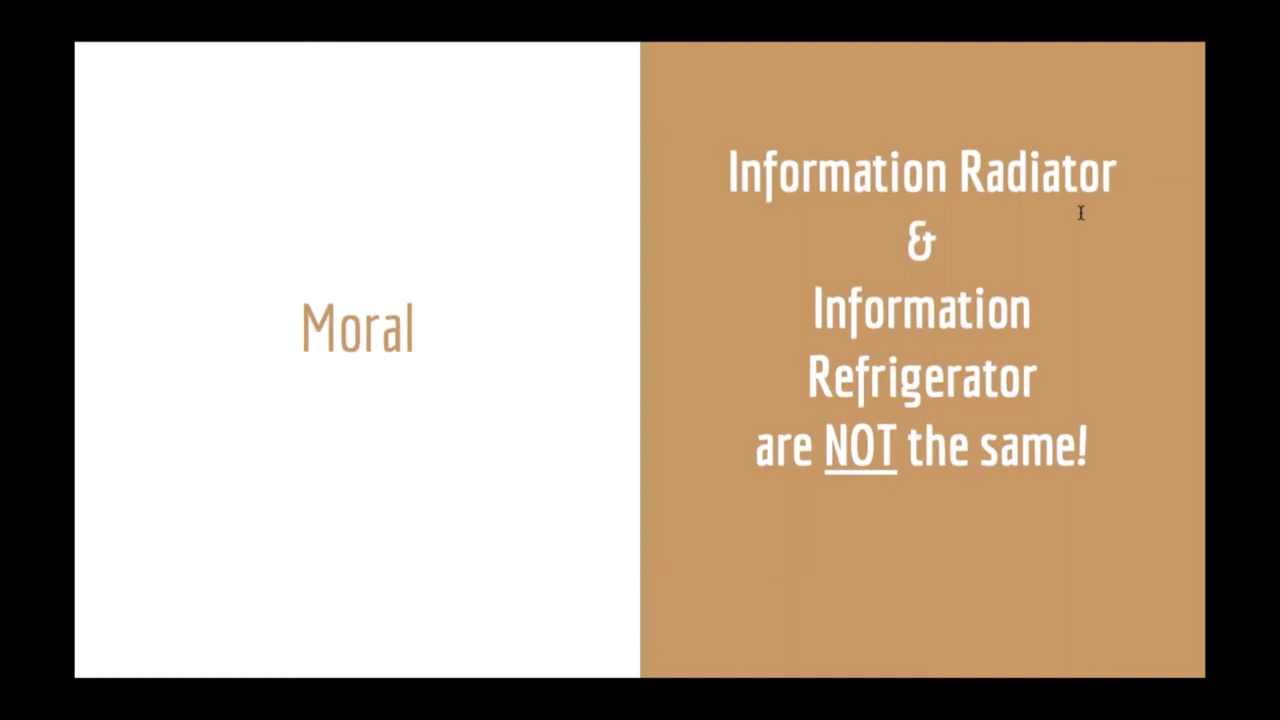 Moral
Information Radiator
&
Information
Refrigerator
are NOT the same!